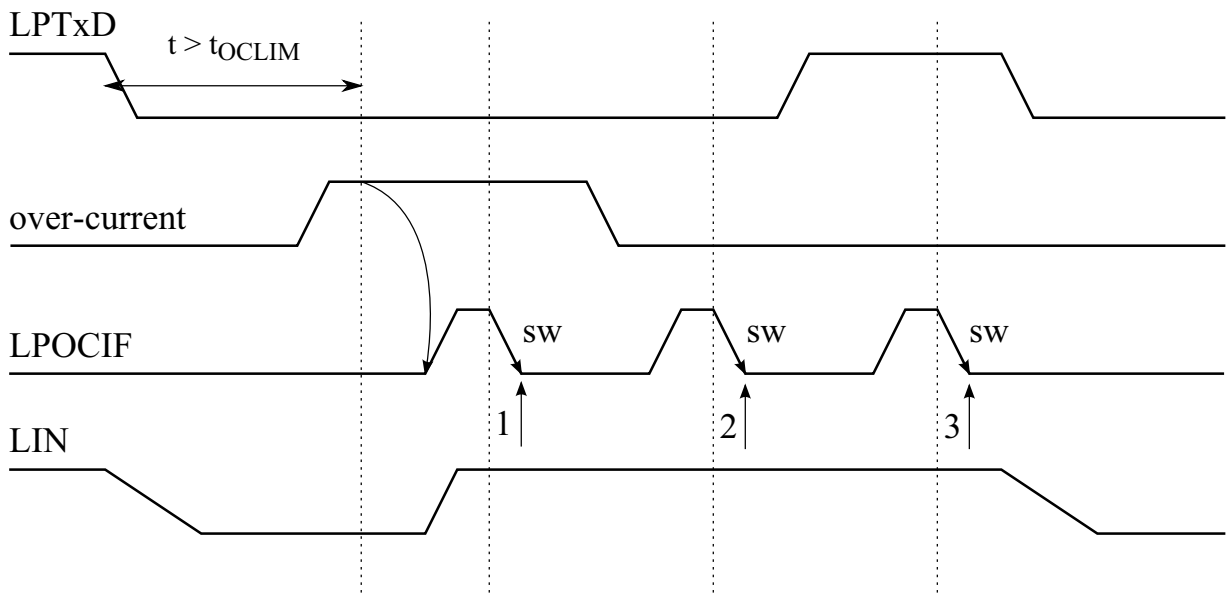 LPTxD
t > tOCLIM
over-current
LPOCIF
sw
sw
sw
1
2
3
LIN